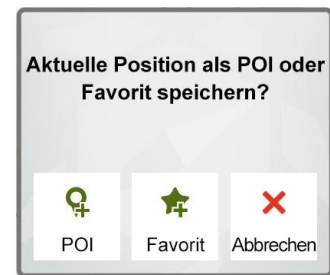 Aktuelle Position als POI oder
Favorit speichern?
POI
Favorit
Abbrechen